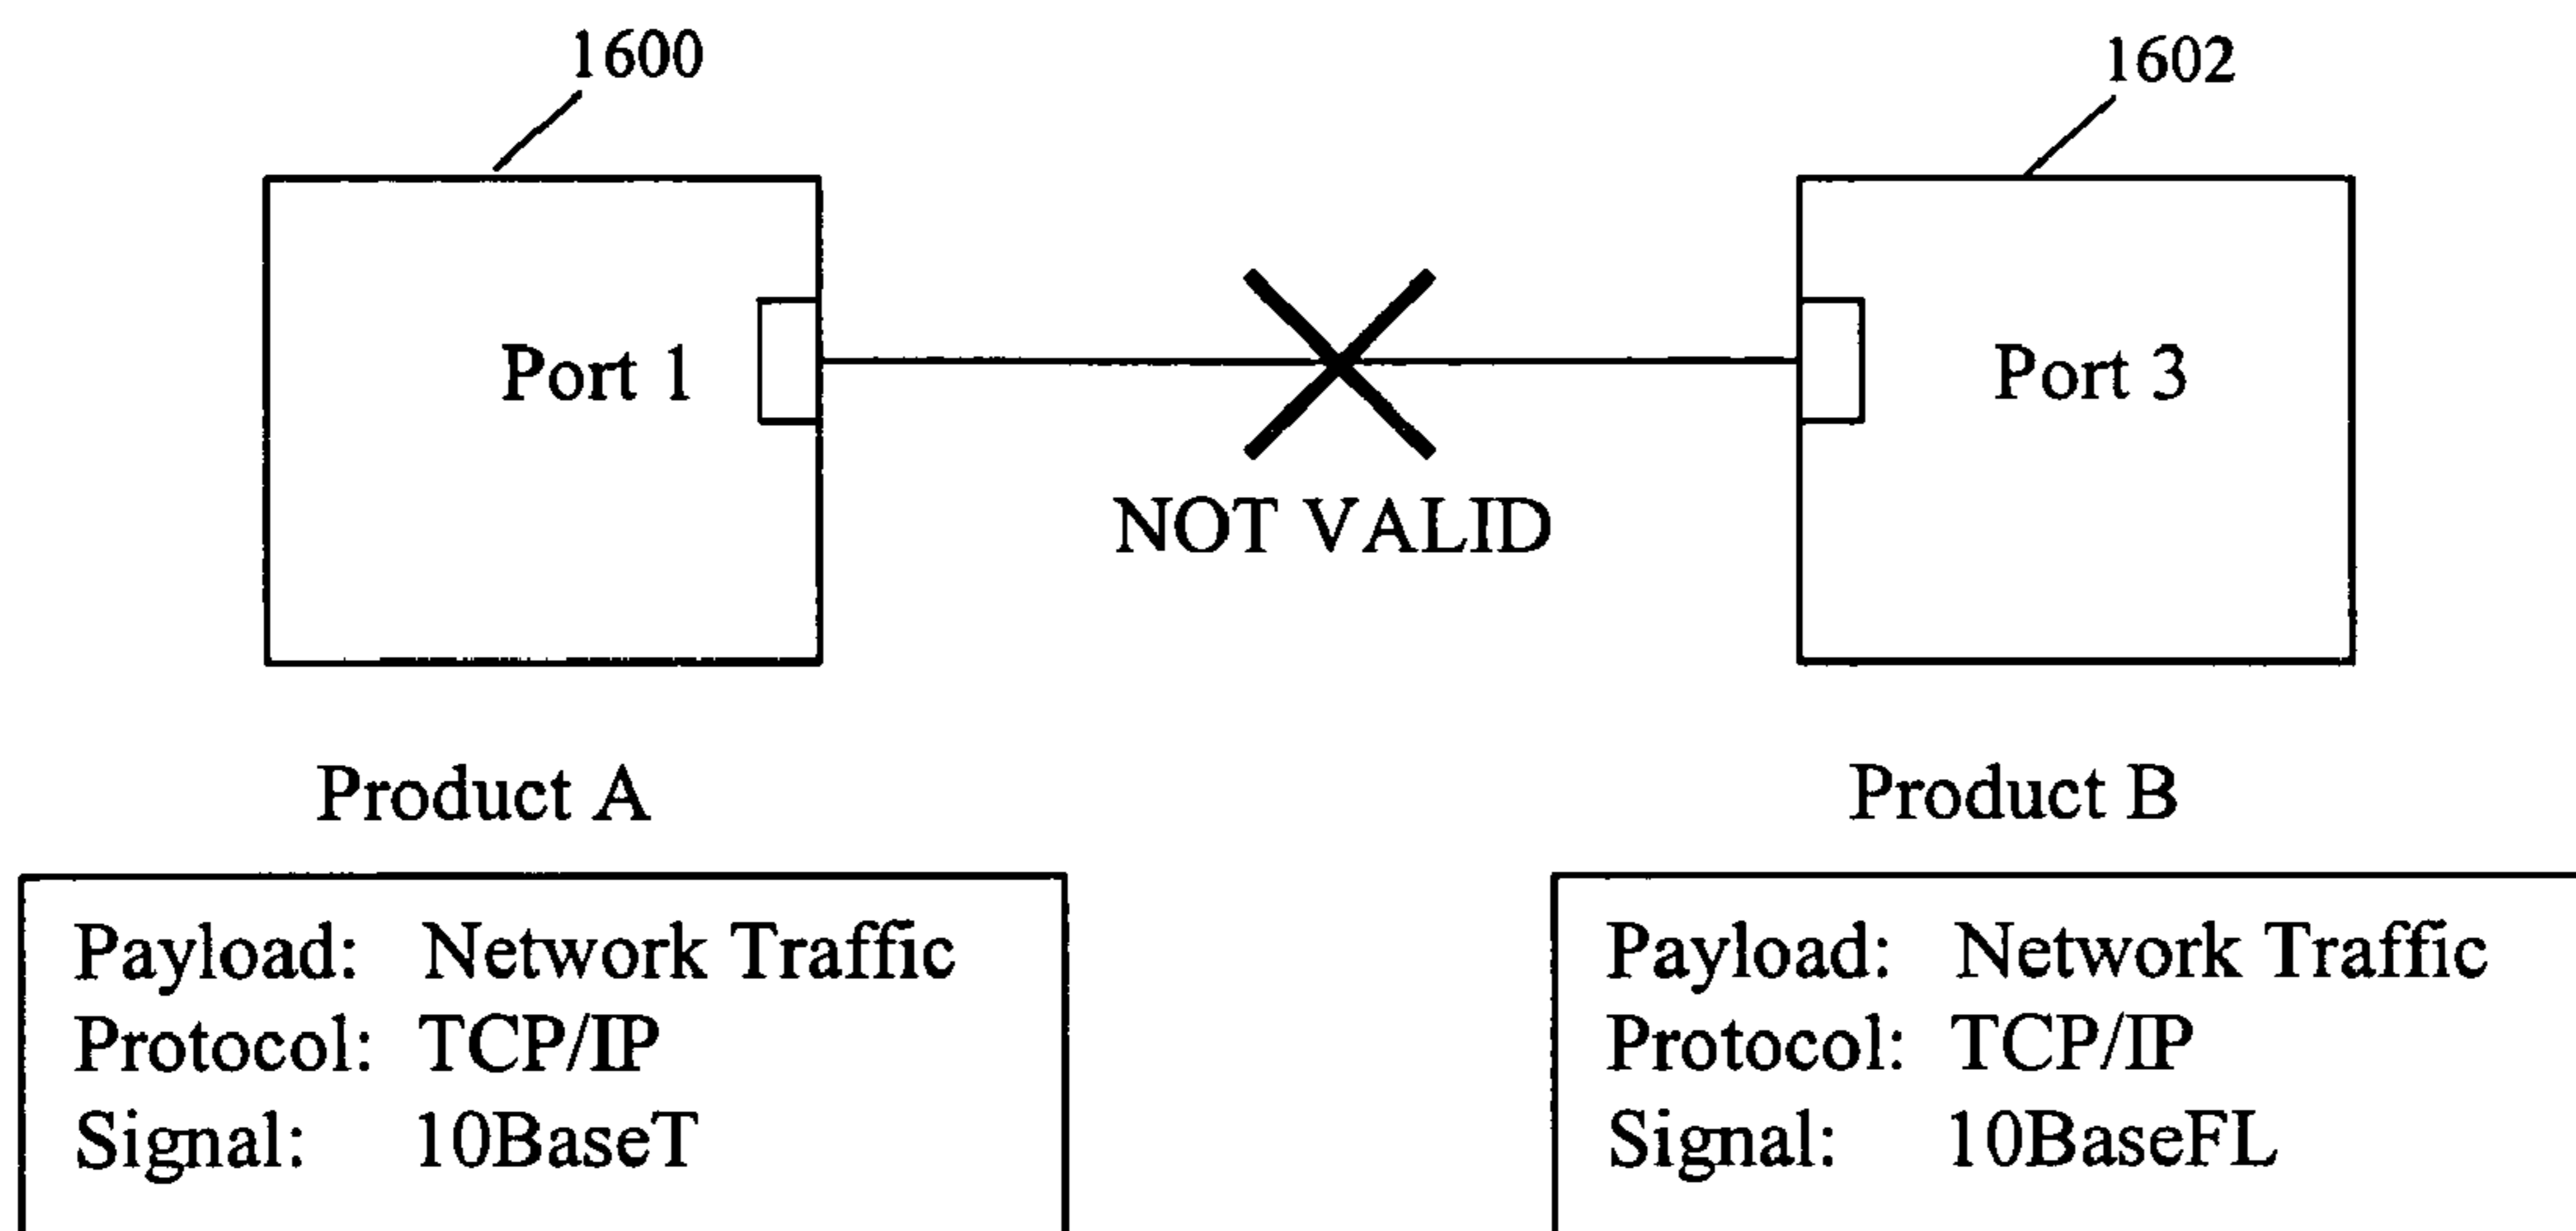 1600
1602
Port 1
Port 3
NOT VALID
Product A
Product B
Payload: Network Traffic
Protocol: TCP/IP
Signal: 10BaseT
Payload: Network Traffic
Protocol: TCP/IP
Signal: 10BaseFL